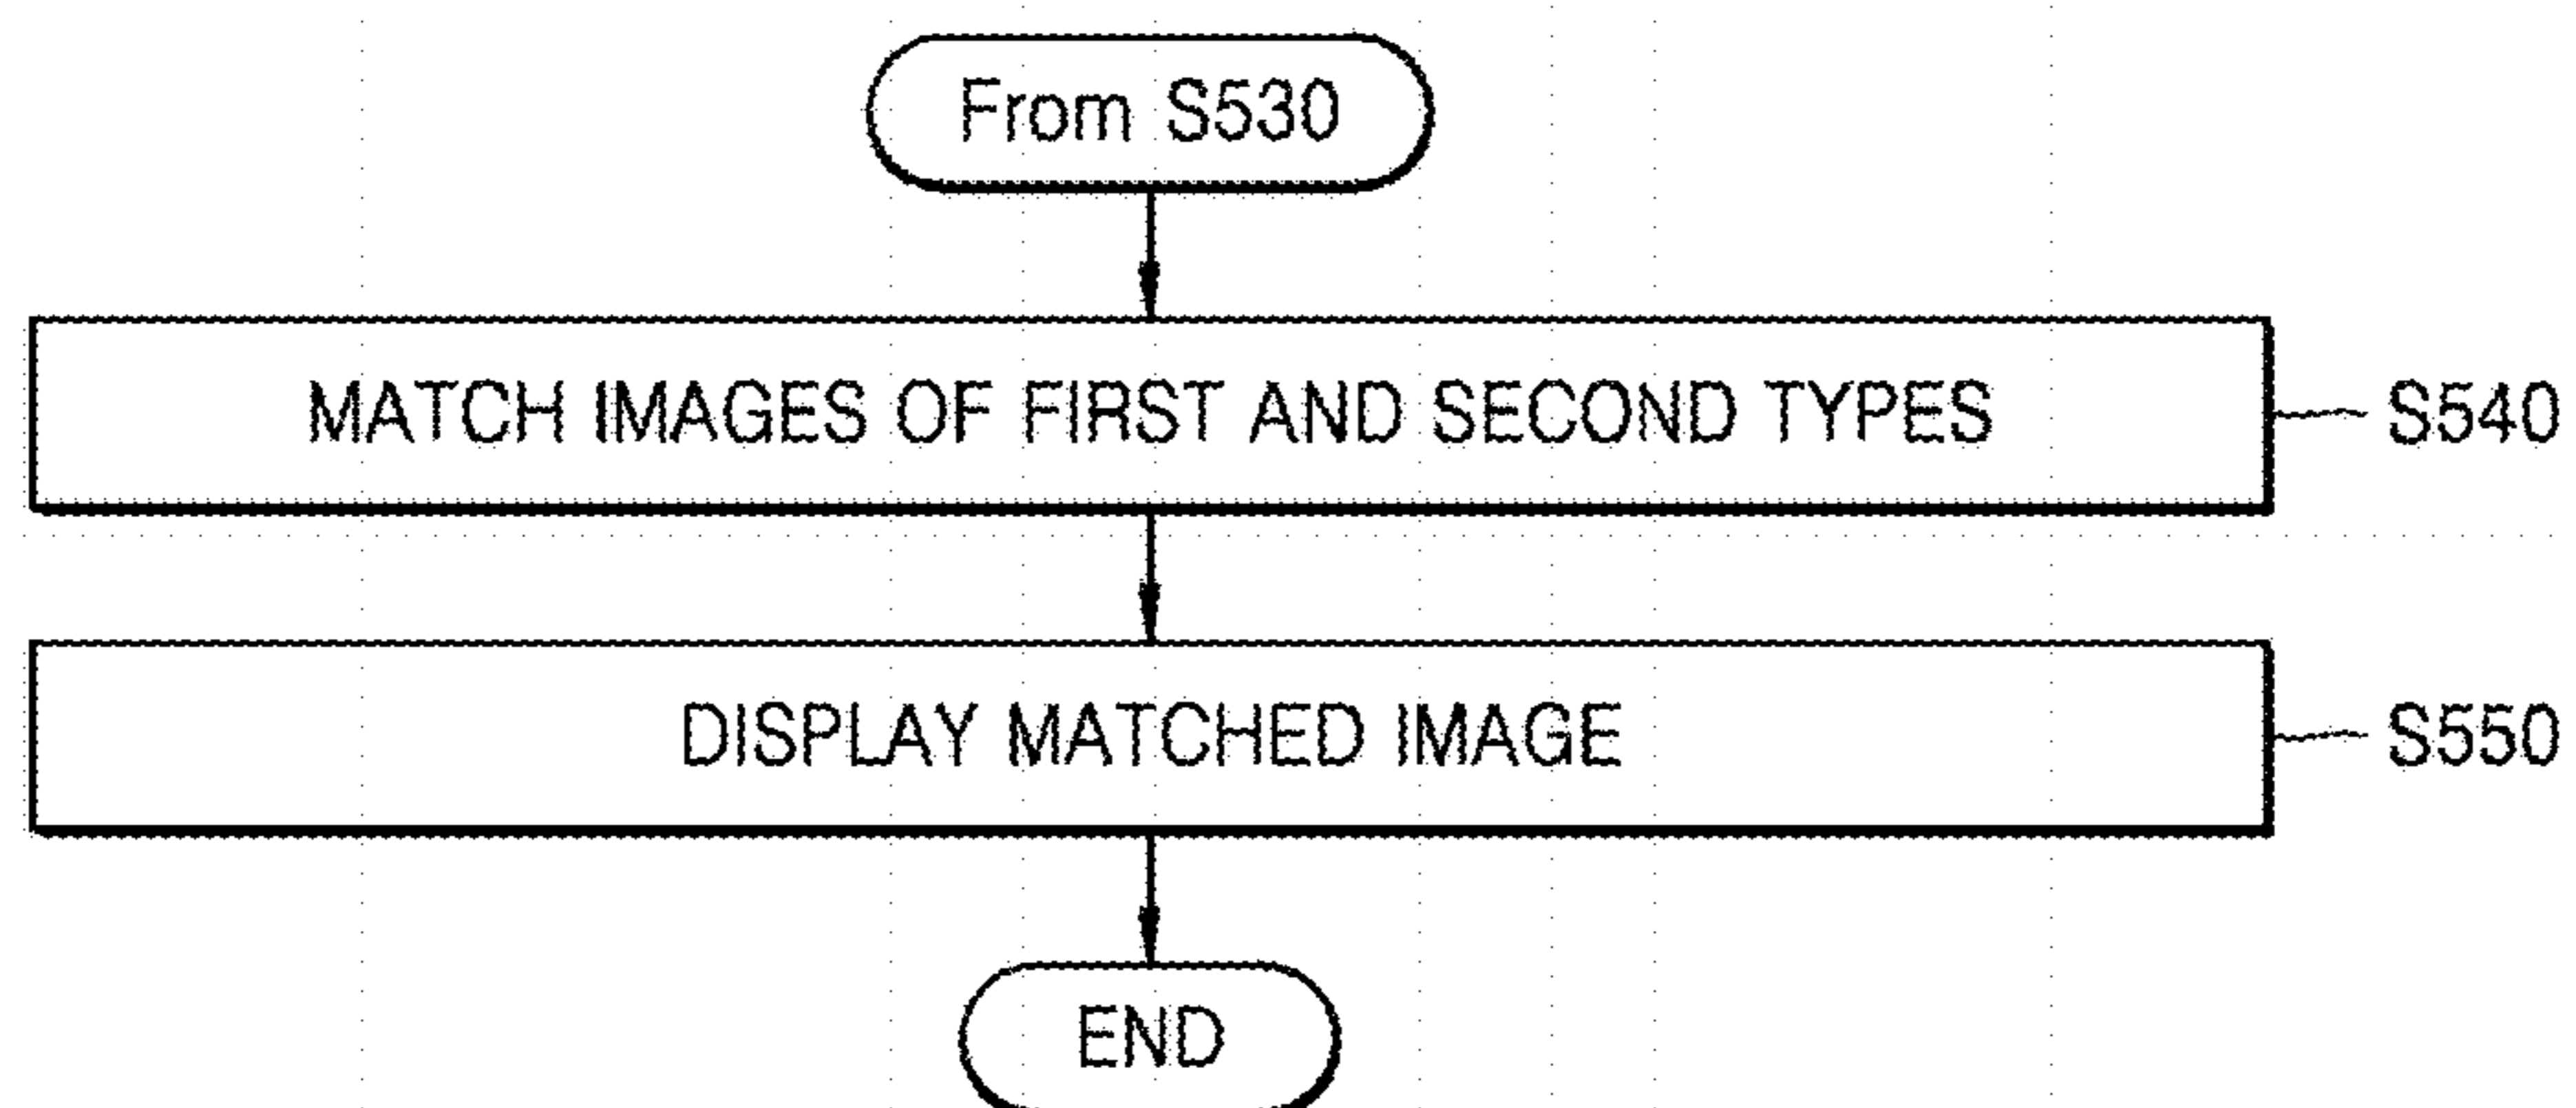 From S530
MATCH IMAGES OF FIRST AND SECOND TYPES
S540
DISPLAY MATCHED IMAGE
S550
END